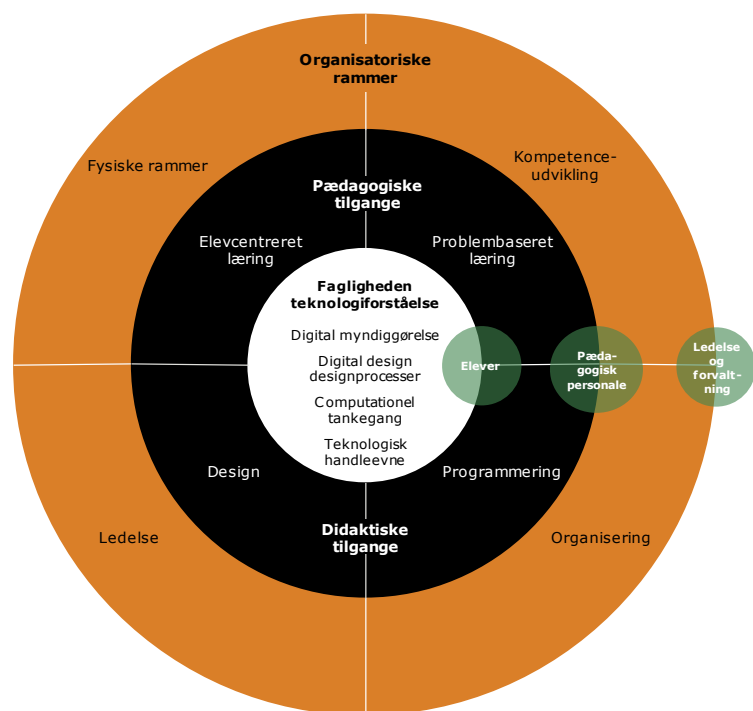 Organisatoriske
rammer
Fysiske rammer
Kompetence-
udvikling
Pædagogiske
tilgange
Elevcentreret
læring
Problembaseret
læring
Fagligheden
teknologiforståelse
Digital myndiggørelse
Digital design
designprocesser
Computationel
tankegang
Teknologisk
handleevne
Elever
Pæda-
gogisk
personale
Ledelse
og
forvalt-
ning
Design
Programmering
Didaktiske
tilgange
Ledelse
Organisering